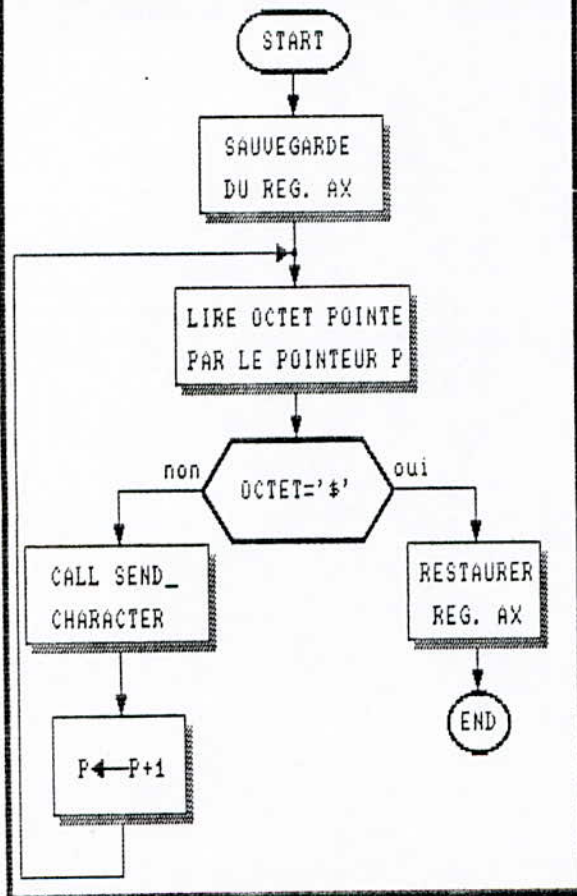 START
SAUVEGARDE
DU REG. AX
LIRE OCTET POINTE
PAR LE POINTEUR P
non
OCTET='$'
oui
CALL SEND_
CHARACTER
RESTAURER
REG. AX
P←P+1
END